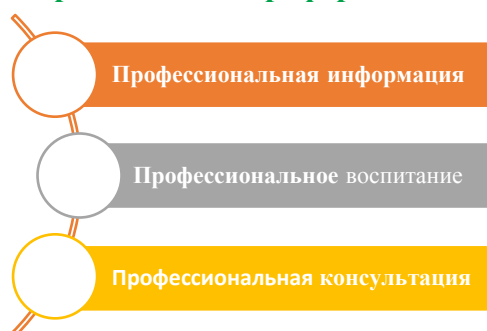 Профессиональная информация
Профессиональное воспитание
Профессиональная консультация